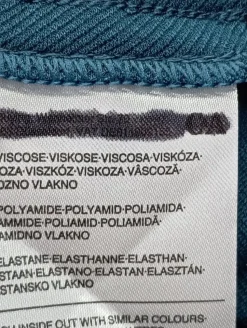 VISCOSE·VISKOSE·VISCOSA·VISKÓZA·
OZA·VISZKÓZ·VISKOZA·VÂSCOZĂ·
OZNO VLAKNO
POLYAMIDE·POLYAMID·POLIAMIDA·
AMMIDE·POLIAMID·POLIAMIDĂ·
AMIDNO VLAKNO
ELASTANE·ELASTHANNE·ELASTHAN·
STAAN·ELASTANO·ELASTAN·ELASZTÁN·
STANSKO VLAKNO
INSIDE OUT WITH SIMILAR COLOURS·